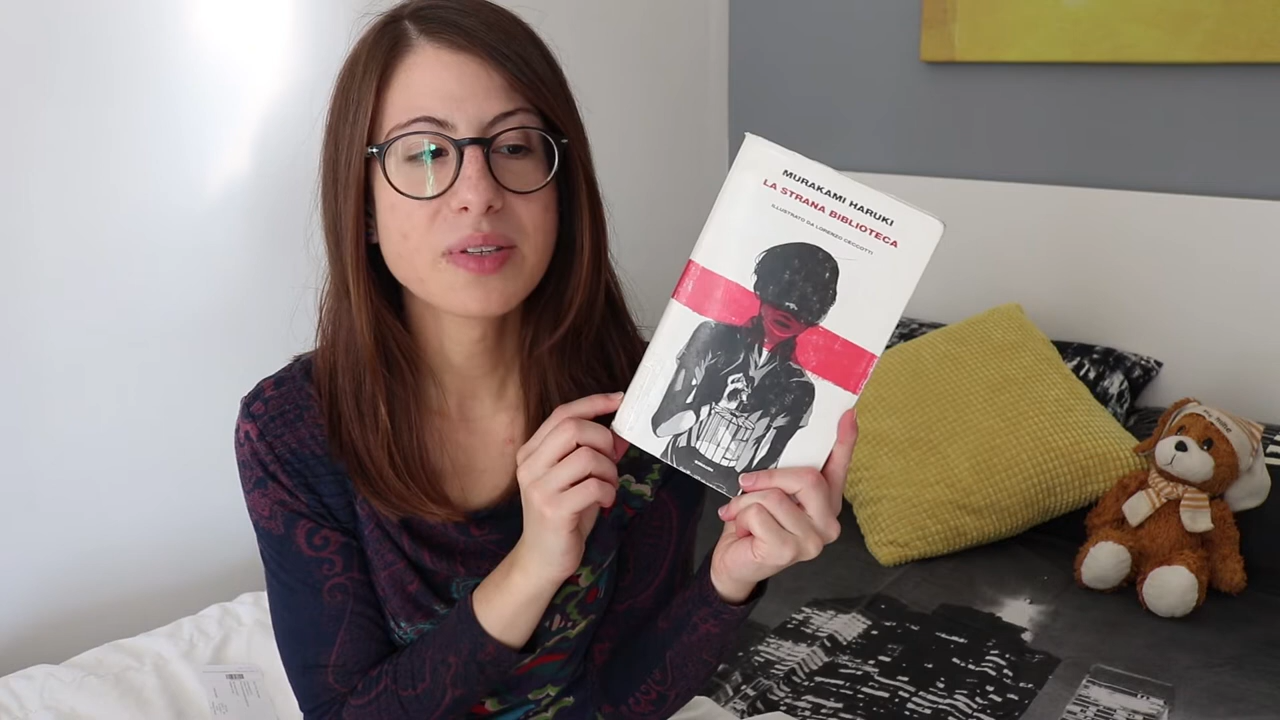 MURAKAMI HARUKI
LA STRANA BIBLIOTECA
ILLUSTRATO DA LORENZO CECCOTTI